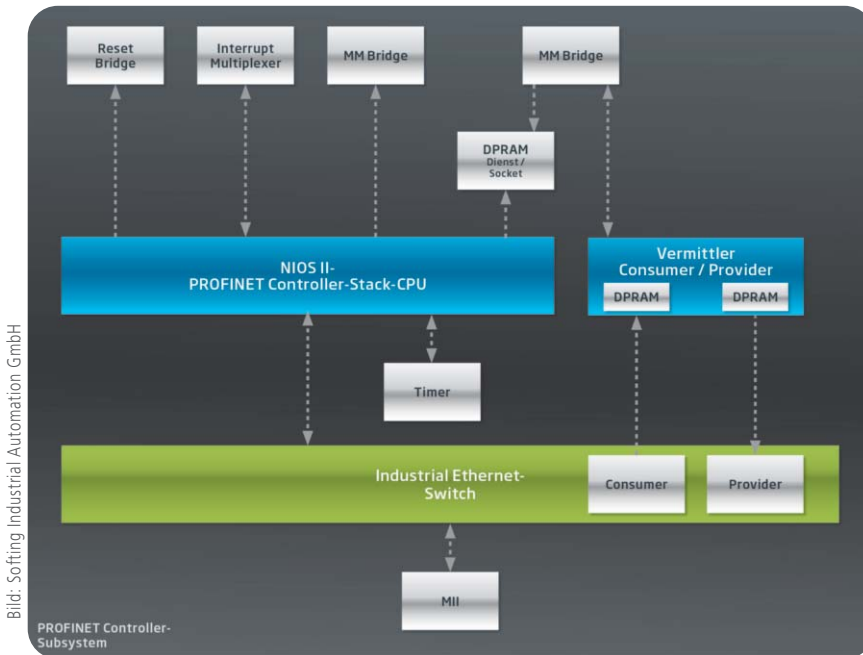 Reset
Bridge
Interrupt
Multiplexer
MM Bridge
MM Bridge
DPRAM
Dienst /
Socket
NIOS II-
PROFINET Controller-Stack-CPU
Vermittler
Consumer / Provider
DPRAM
DPRAM
Timer
Industrial Ethernet-
Switch
Consumer
Provider
MII
PROFINET Controller-
Subsystem
Bild: Softing Industrial Automation GmbH